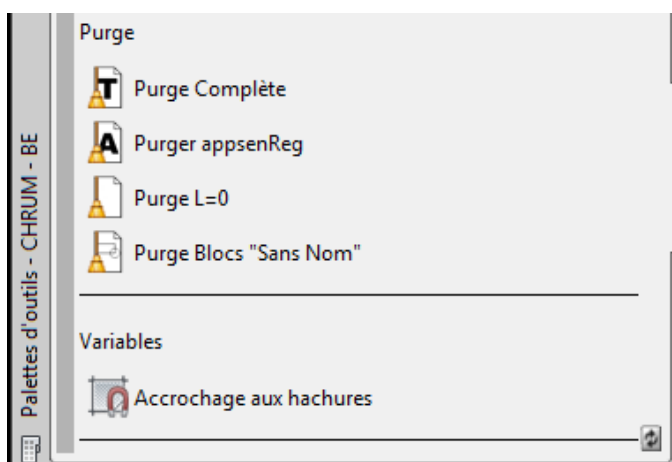 Purge
T Purge Complète
A Purger appsenReg
Purge L=0
Purge Blocs "Sans Nom"
Variables
Accrochage aux hachures
Palettes d'outils - CHRUM - BE